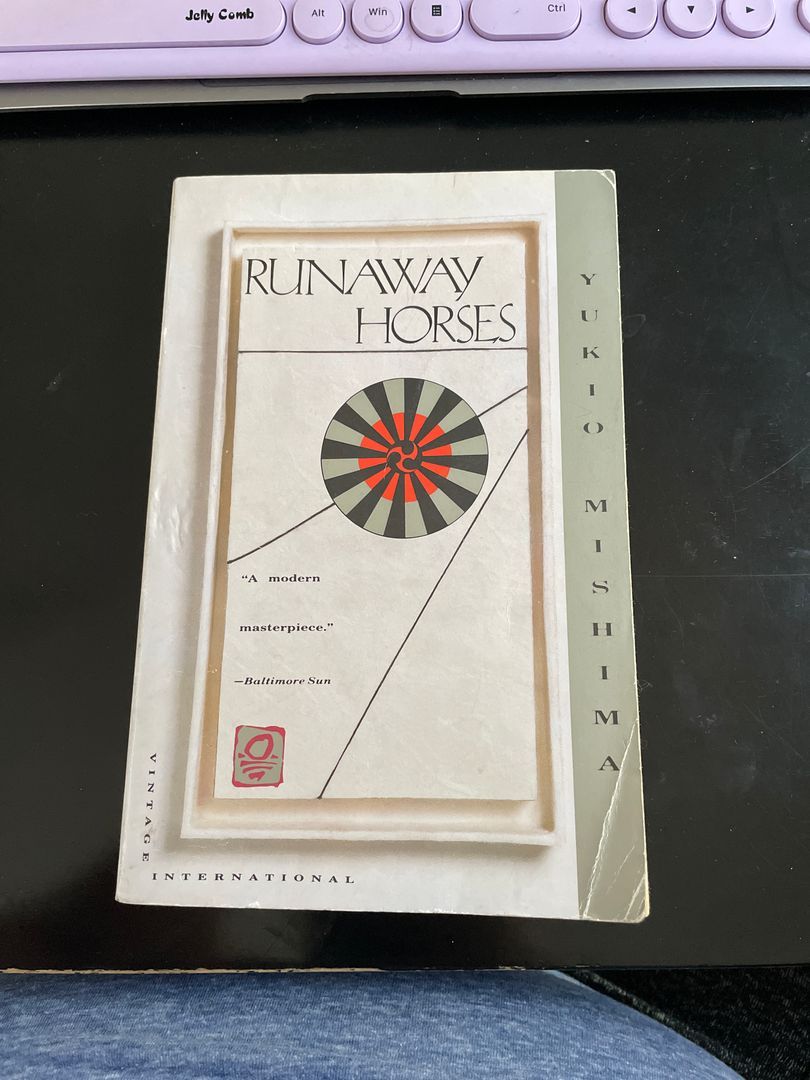 Jelly Comb
Alt
Win
Ctrl
RUNAWAY
HORSES
YUKIO MISHIMA
“A modern
masterpiece.”
—Baltimore Sun
VINTAGE
INTERNATIONAL